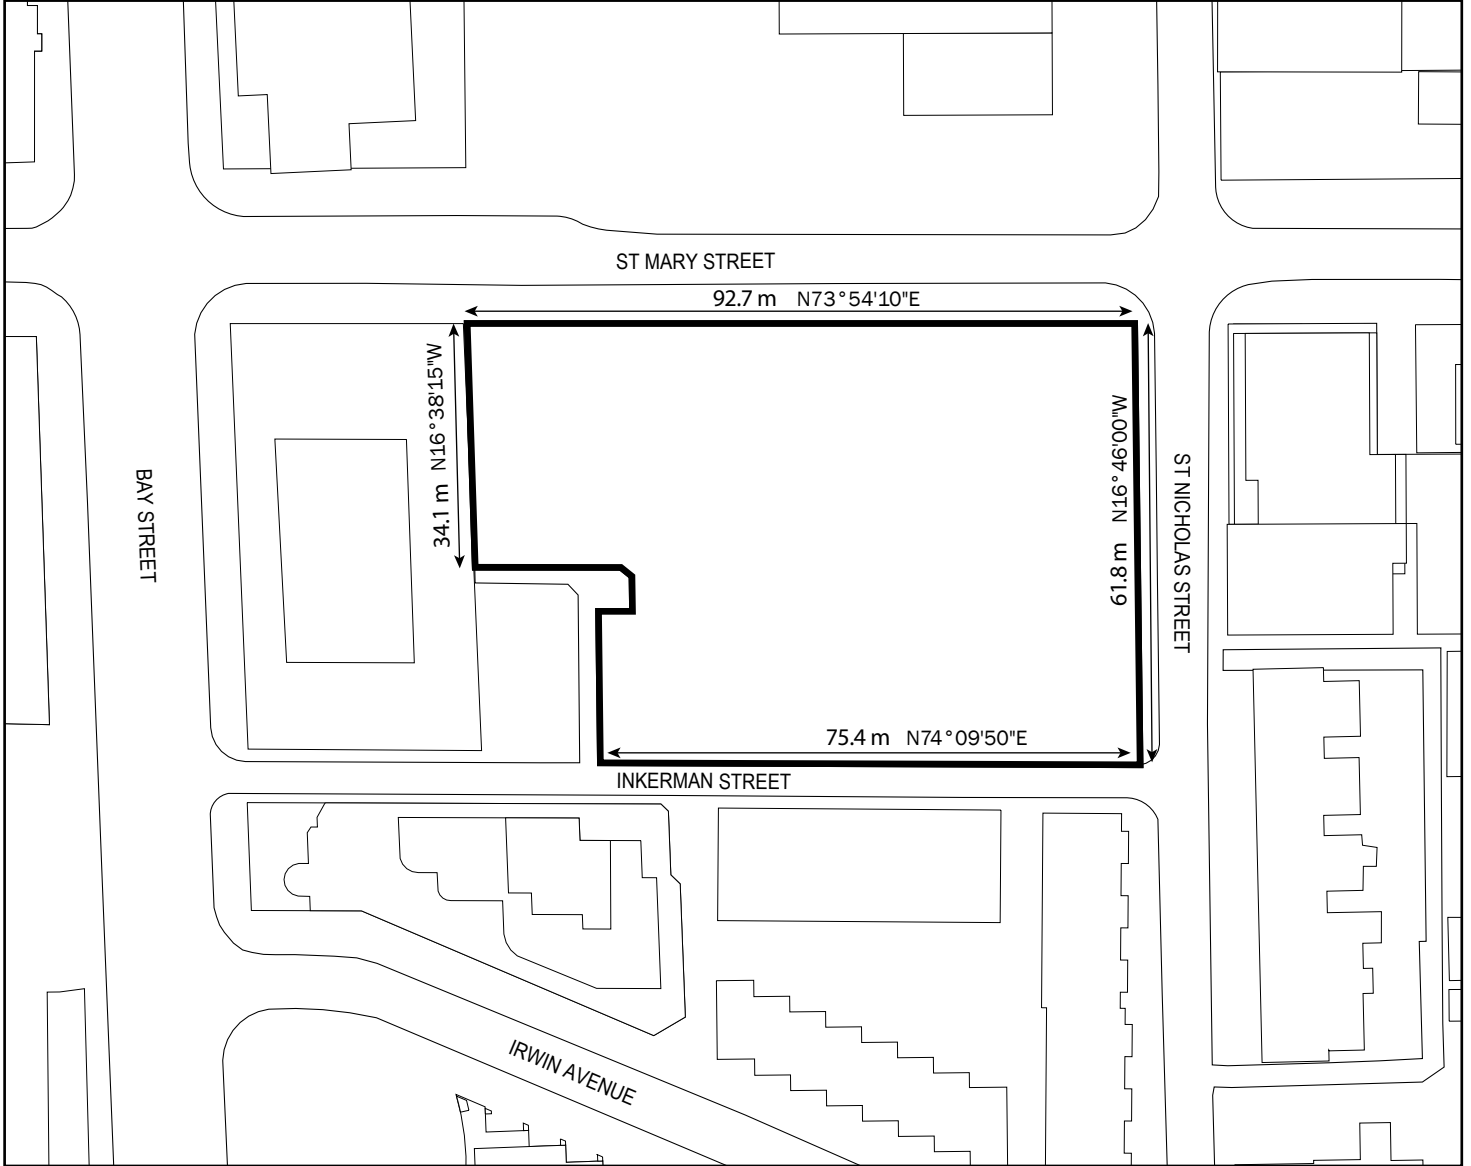 ST MARY STREET
92.7 m N73°54'10"E
34.1 m N16°38'15"W
61.8 m N16°46'00"W
BAY STREET
ST NICHOLAS STREET
75.4 m N74°09'50"E
INKERMAN STREET
IRWIN AVENUE